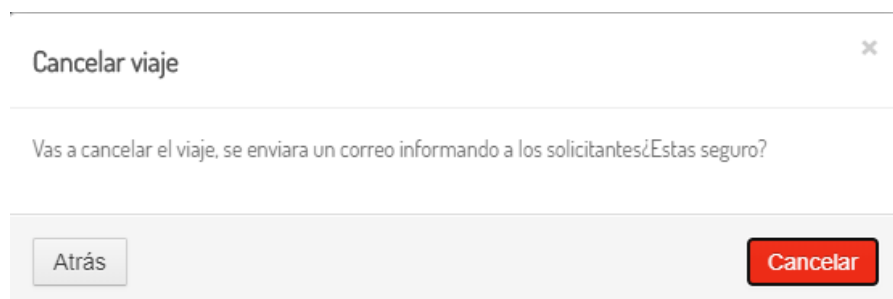 Cancelar viaje
×
Vas a cancelar el viaje, se enviara un correo informando a los solicitantes¿Estas seguro?
Atrás
Cancelar